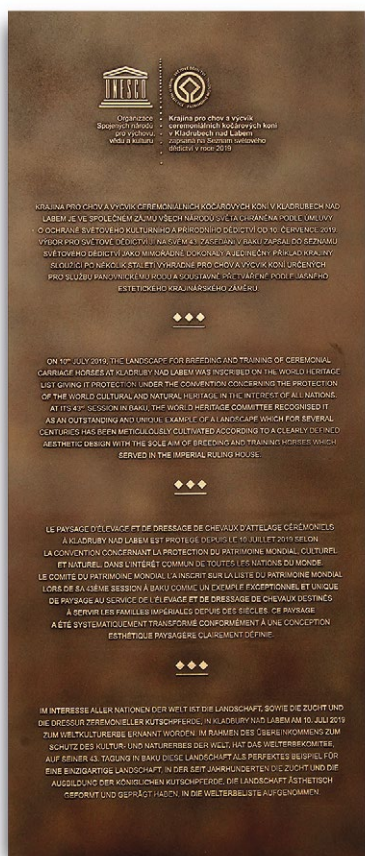 UNESCO
Organizace
Spojených národů
pro výchovu,
vědu a kulturu
Krajina pro chov a výcvik
ceremoniálních kočárových koní
v Kladrubech nad Labem
zapsána na Seznam světového
dědictví v roce 2019
KRAJINA PRO CHOV A VÝCVIK CEREMONIÁLNÍCH KOČÁROVÝCH KONÍ V KLADRUBECH NAD
LABEM JE VE SPOLEČNÉM ZÁJMU VŠECH NÁRODŮ SVĚTA CHRÁNĚNA PODLE ÚMLUVY
O OCHRANĚ SVĚTOVÉHO KULTURNÍHO A PŘÍRODNÍHO DĚDICTVÍ OD 10. ČERVENCE 2019.
VÝBOR PRO SVĚTOVÉ DĚDICTVÍ JI NA SVÉM 43. ZASEDÁNÍ V BAKU ZAPSAL DO SEZNAMU
SVĚTOVÉHO DĚDICTVÍ JAKO MIMOŘÁDNĚ DOKONALÝ A JEDINEČNÝ PŘÍKLAD KRAJINY
SLOUŽÍCÍ PO NĚKOLIK STALETÍ VÝHRADNĚ PRO CHOV A VÝCVIK KONÍ URČENÝCH
PRO SLUŽBU PANOVNICKÉMU RODU A SOUSTAVNĚ PŘETVÁŘENÉ PODLE JASNÉHO
ESTETICKÉHO KRAJINÁŘSKÉHO ZÁMĚRU.
ON 10TH JULY 2019, THE LANDSCAPE FOR BREEDING AND TRAINING OF CEREMONIAL
CARRIAGE HORSES AT KLADRUBY NAD LABEM WAS INSCRIBED ON THE WORLD HERITAGE
LIST GIVING IT PROTECTION UNDER THE CONVENTION CONCERNING THE PROTECTION
OF THE WORLD CULTURAL AND NATURAL HERITAGE IN THE INTEREST OF ALL NATIONS.
AT ITS 43RD SESSION IN BAKU, THE WORLD HERITAGE COMMITTEE RECOGNISED IT
AS AN OUTSTANDING AND UNIQUE EXAMPLE OF A LANDSCAPE WHICH FOR SEVERAL
CENTURIES HAS BEEN METICULOUSLY CULTIVATED ACCORDING TO A CLEARLY DEFINED
AESTHETIC DESIGN WITH THE SOLE AIM OF BREEDING AND TRAINING HORSES WHICH
SERVED IN THE IMPERIAL RULING HOUSE.
LE PAYSAGE D'ÉLEVAGE ET DE DRESSAGE DE CHEVAUX D'ATTELAGE CÉRÉMONIELS
À KLADRUBY NAD LABEM EST PROTÉGÉ DEPUIS LE 10 JUILLET 2019 SELON
LA CONVENTION CONCERNANT LA PROTECTION DU PATRIMOINE MONDIAL, CULTUREL
ET NATUREL, DANS L'INTÉRÊT COMMUN DE TOUTES LES NATIONS DU MONDE.
LE COMITÉ DU PATRIMOINE MONDIAL L'A INSCRIT SUR LA LISTE DU PATRIMOINE MONDIAL
LORS DE SA 43ÈME SESSION À BAKU COMME UN EXEMPLE EXCEPTIONNEL ET UNIQUE
DE PAYSAGE AU SERVICE DE L'ÉLEVAGE ET DE DRESSAGE DE CHEVAUX DESTINÉS
À SERVIR LES FAMILLES IMPÉRIALES DEPUIS DES SIÈCLES. CE PAYSAGE
A ÉTÉ SYSTÉMATIQUEMENT TRANSFORMÉ CONFORMÉMENT À UNE CONCEPTION
ESTHÉTIQUE PAYSAGÈRE CLAIREMENT DÉFINIE.
IM INTERESSE ALLER NATIONEN DER WELT IST DIE LANDSCHAFT, SOWIE DIE ZUCHT UND
DIE DRESSUR ZEREMONIELLER KUTSCHPFERDE, IN KLADBURY NAD LABEM AM 10. JULI 2019
ZUM WELTKULTURERBE ERNANNT WORDEN. IM RAHMEN DES ÜBEREINKOMMENS ZUM
SCHUTZ DES KULTUR- UND NATURERBES DER WELT, HAT DAS WELTERBEKOMITEE,
AUF SEINER 43. TAGUNG IN BAKU DIESE LANDSCHAFT ALS PERFEKTES BEISPIEL FÜR
EINE EINZIGARTIGE LANDSCHAFT, IN DER SEIT JAHRHUNDERTEN DIE ZUCHT UND DIE
AUSBILDUNG DER KÖNIGLICHEN KUTSCHPFERDE, DIE LANDSCHAFT ÄSTHETISCH
GEFORMT UND GEPRÄGT HABEN, IN DIE WELTERBELISTE AUFGENOMMEN.